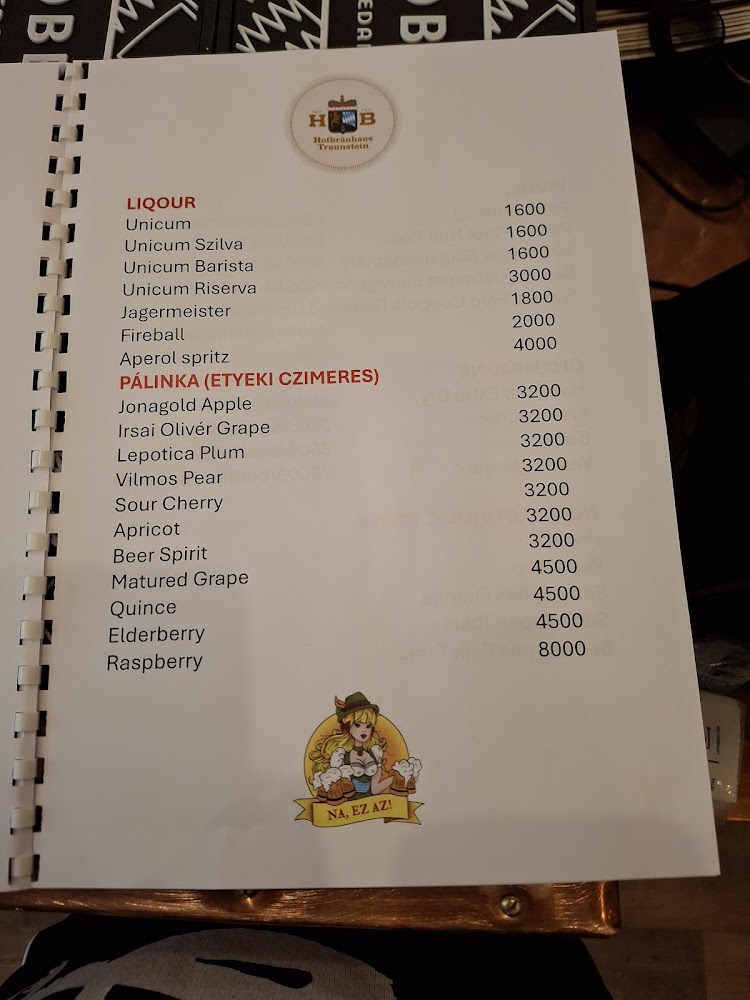 H B
Hofbräuhaus
Traunstein
LIQOUR
Unicum 1600
Unicum Szilva 1600
Unicum Barista 1600
Unicum Riserva 3000
Jagermeister 1800
Fireball 2000
Aperol spritz 4000
PÁLINKA (ETYEKI CZIMERES)
Jonagold Apple 3200
Irsai Olivér Grape 3200
Lepotica Plum 3200
Vilmos Pear 3200
Sour Cherry 3200
Apricot 3200
Beer Spirit 3200
Matured Grape 4500
Quince 4500
Elderberry 4500
Raspberry 8000
NA, EZ AZ!